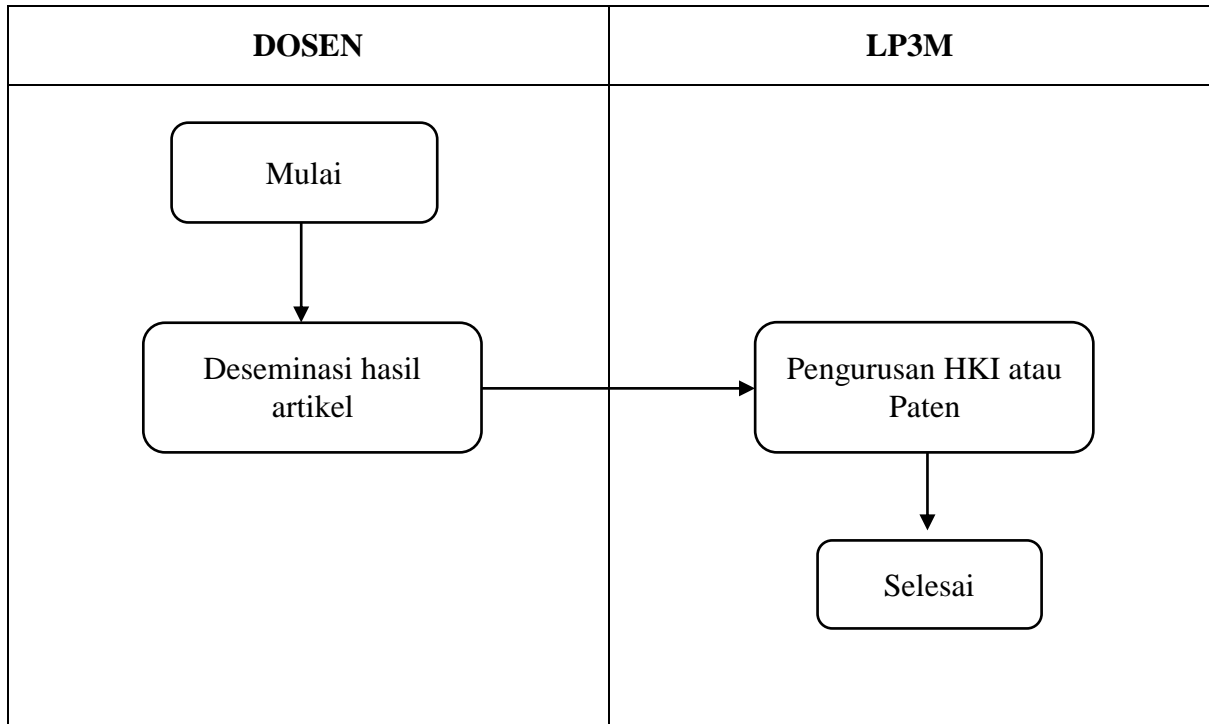 DOSEN
LP3M
Mulai
Deseminasi hasil
artikel
Pengurusan HKI atau
Paten
Selesai